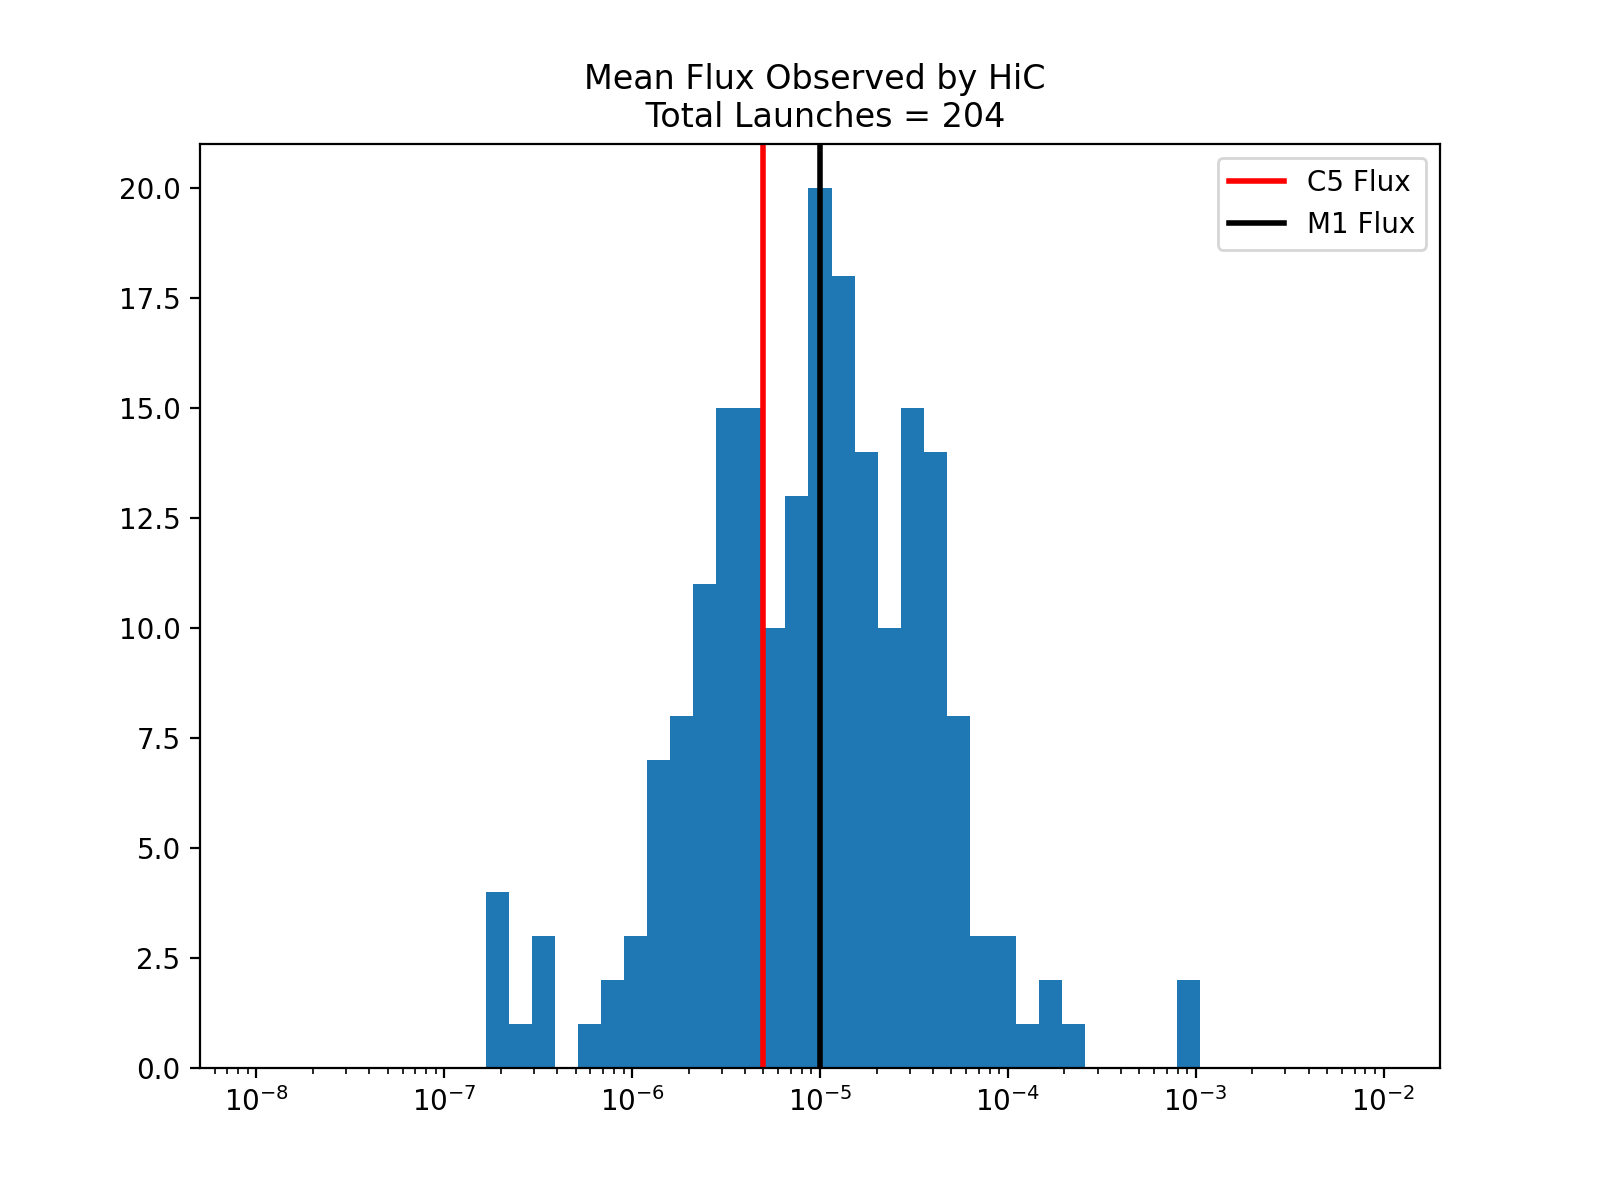 Mean Flux Observed by HiC
Total Launches = 204
C5 Flux
M1 Flux
20.0
17.5
15.0
12.5
10.0
7.5
5.0
2.5
0.0
10⁻⁸ 10⁻⁷ 10⁻⁶ 10⁻⁵ 10⁻⁴ 10⁻³ 10⁻²